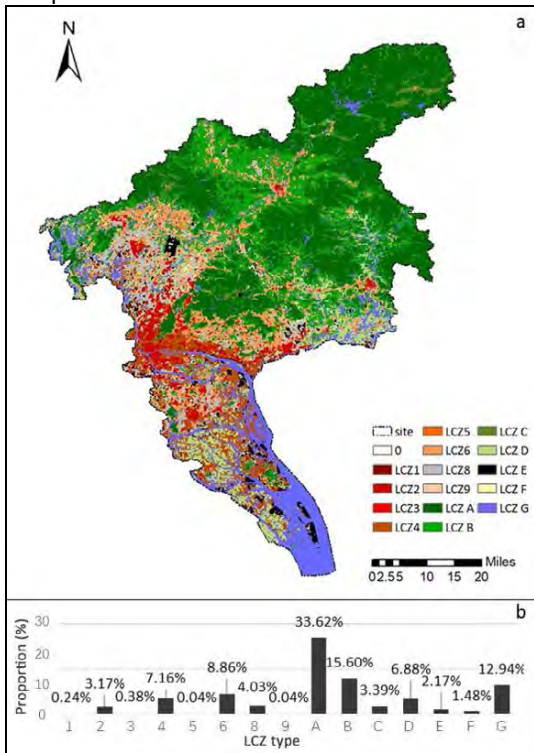 a
N
site
0
LCZ1
LCZ2
LCZ3
LCZ4
LCZ5
LCZ6
LCZ8
LCZ9
LCZ A
LCZ B
LCZ C
LCZ D
LCZ E
LCZ F
LCZ G
Miles
02.55 10 15 20
b
Proportion (%)
30
20
10
0
0.24% 3.17% 0.38% 7.16% 0.04% 8.86% 4.03% 0.04% 33.62% 15.60% 3.39% 6.88% 2.17% 1.48% 12.94%
1 2 3 4 5 6 8 9 A B C D E F G
LCZ type